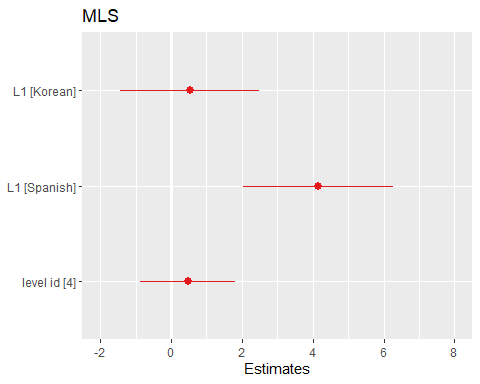 MLS
L1 [Korean]
L1 [Spanish]
level id [4]
-2 0 2 4 6 8
Estimates